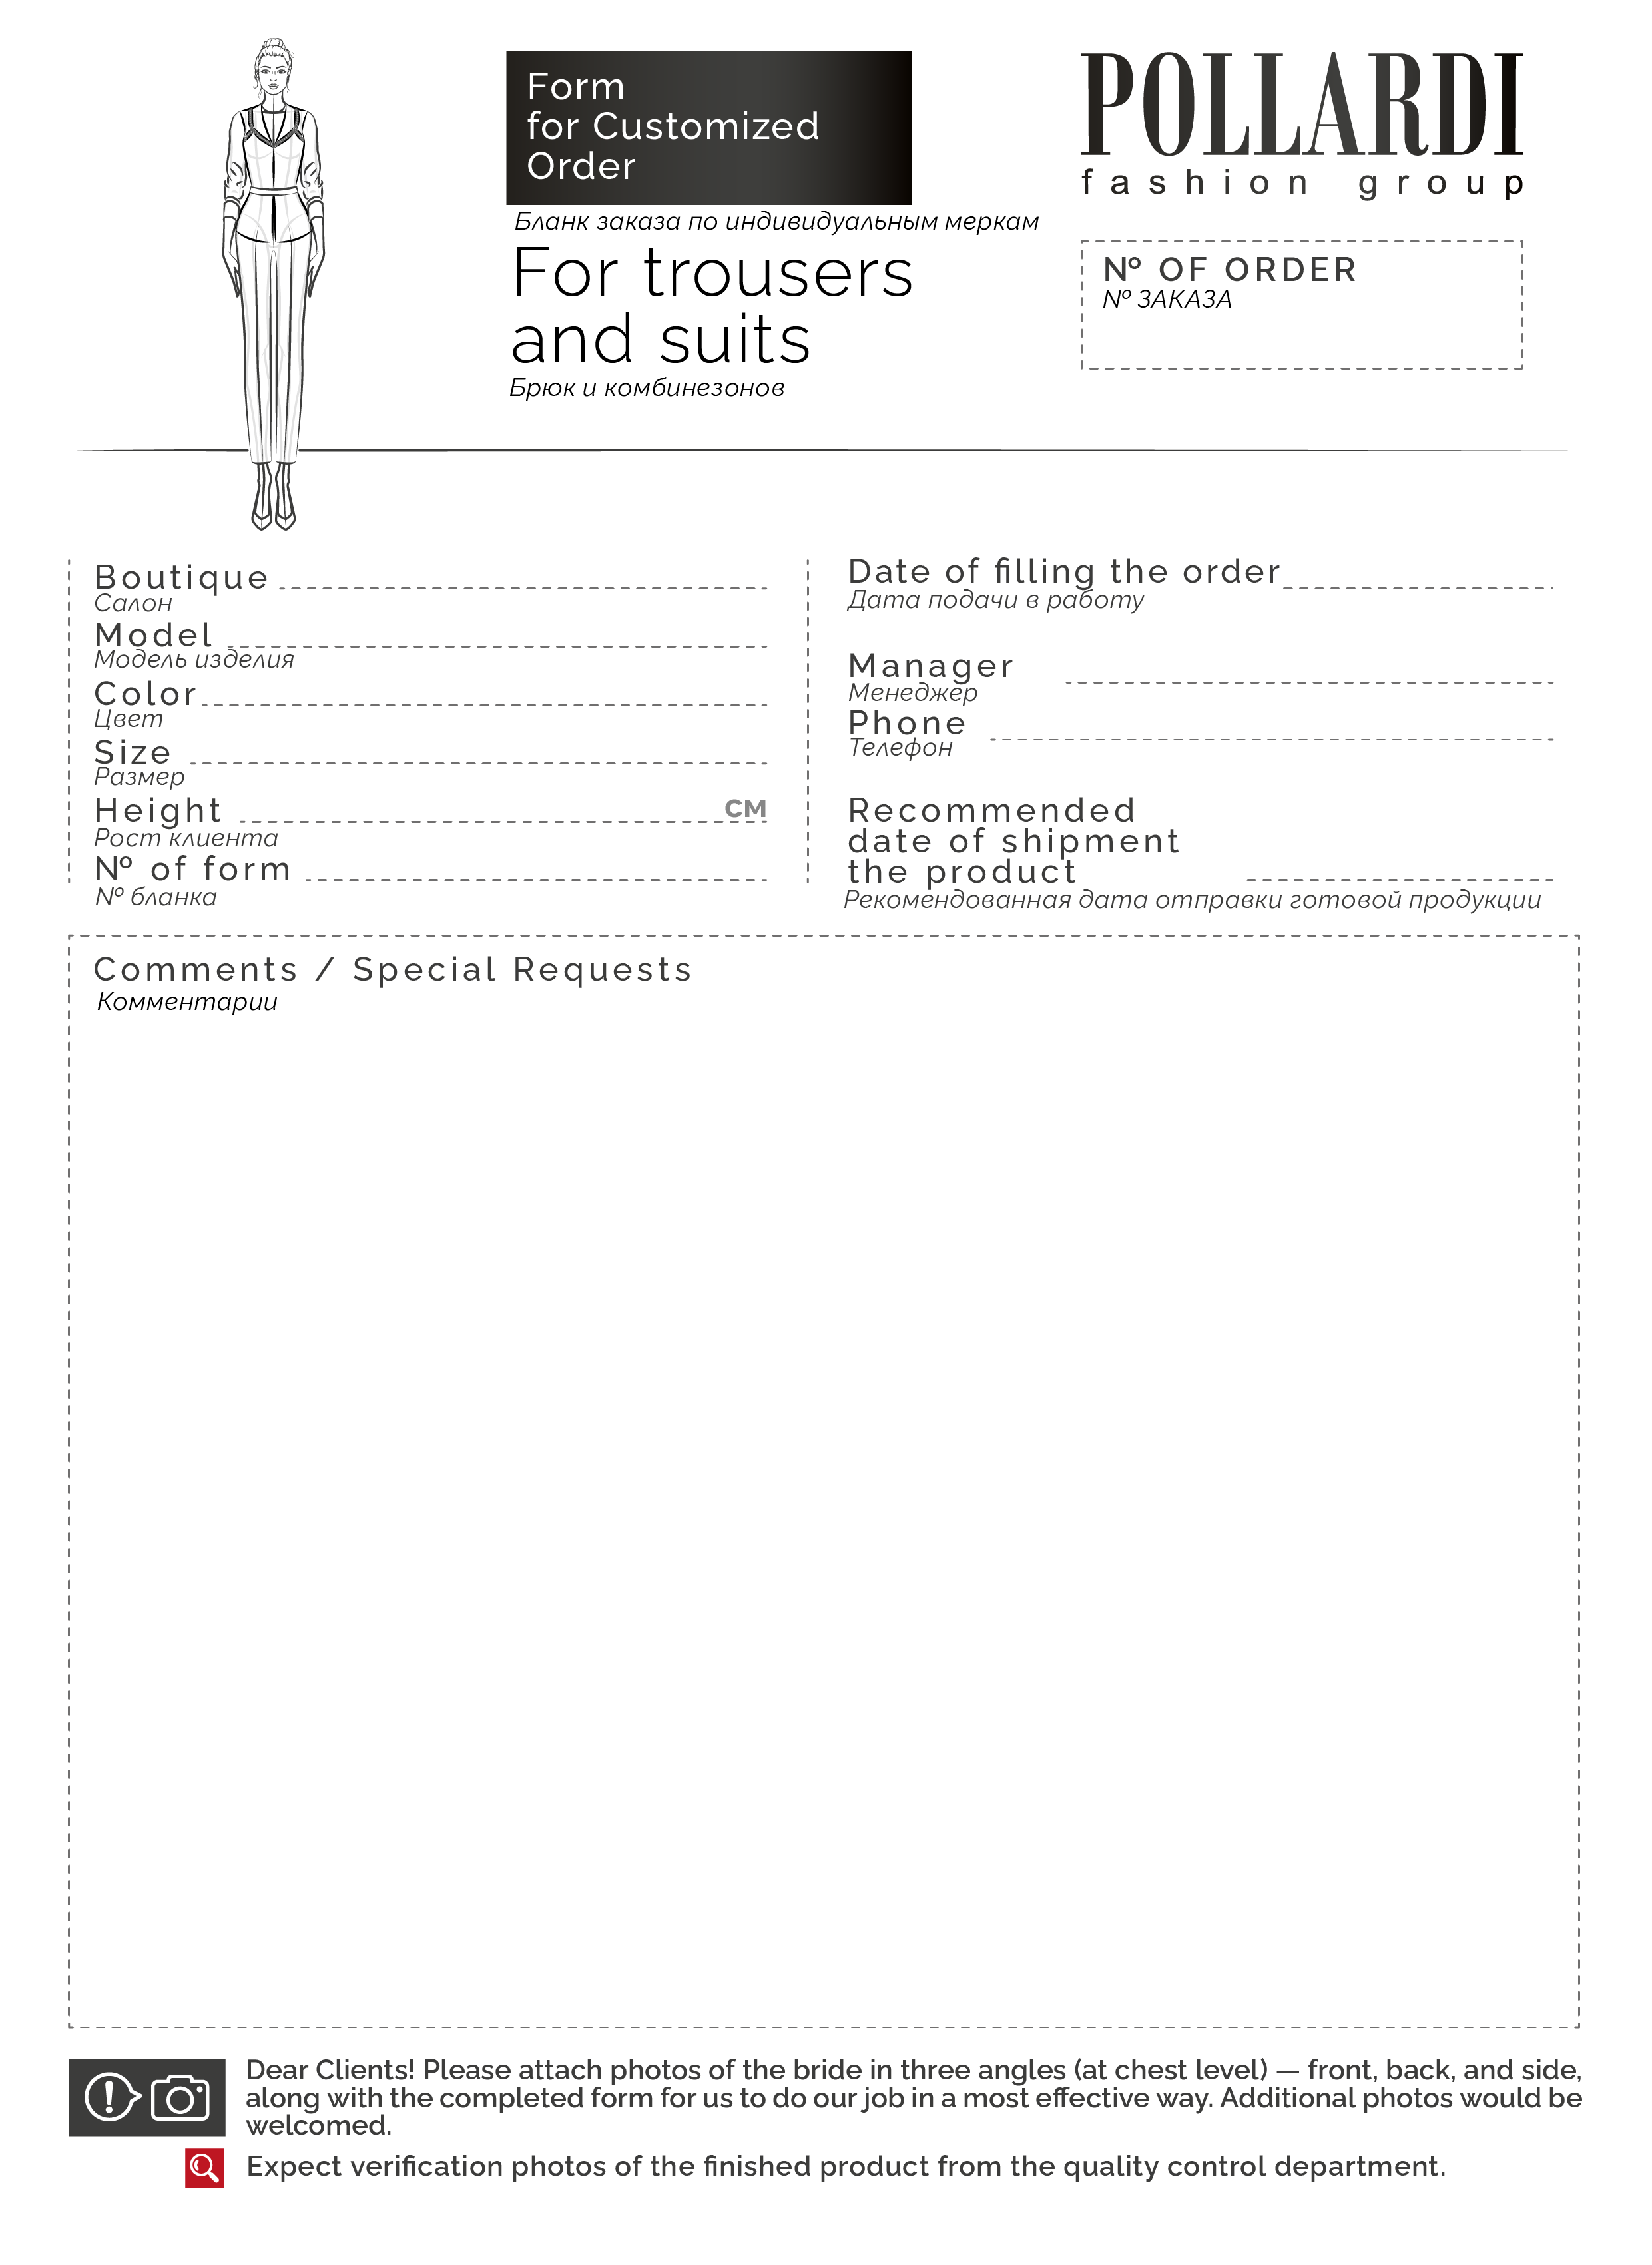 Form
for Customized
Order
Бланк заказа по индивидуальным меркам
For trousers
and suits
Брюк и комбинезонов
POLLARDI
fashion group
Nº OF ORDER
Nº ЗАКАЗА
Boutique
Салон
Model
Модель изделия
Color
Цвет
Size
Размер
Height
СМ
Рост клиента
Nº of form
Nº бланка
Date of filling the order
Дата подачи в работу
Manager
Менеджер
Phone
Телефон
Recommended
date of shipment
the product
Рекомендованная дата отправки готовой продукции
Comments / Special Requests
Комментарии
Dear Clients! Please attach photos of the bride in three angles (at chest level) — front, back, and side,
along with the completed form for us to do our job in a most effective way. Additional photos would be
welcomed.
Expect verification photos of the finished product from the quality control department.